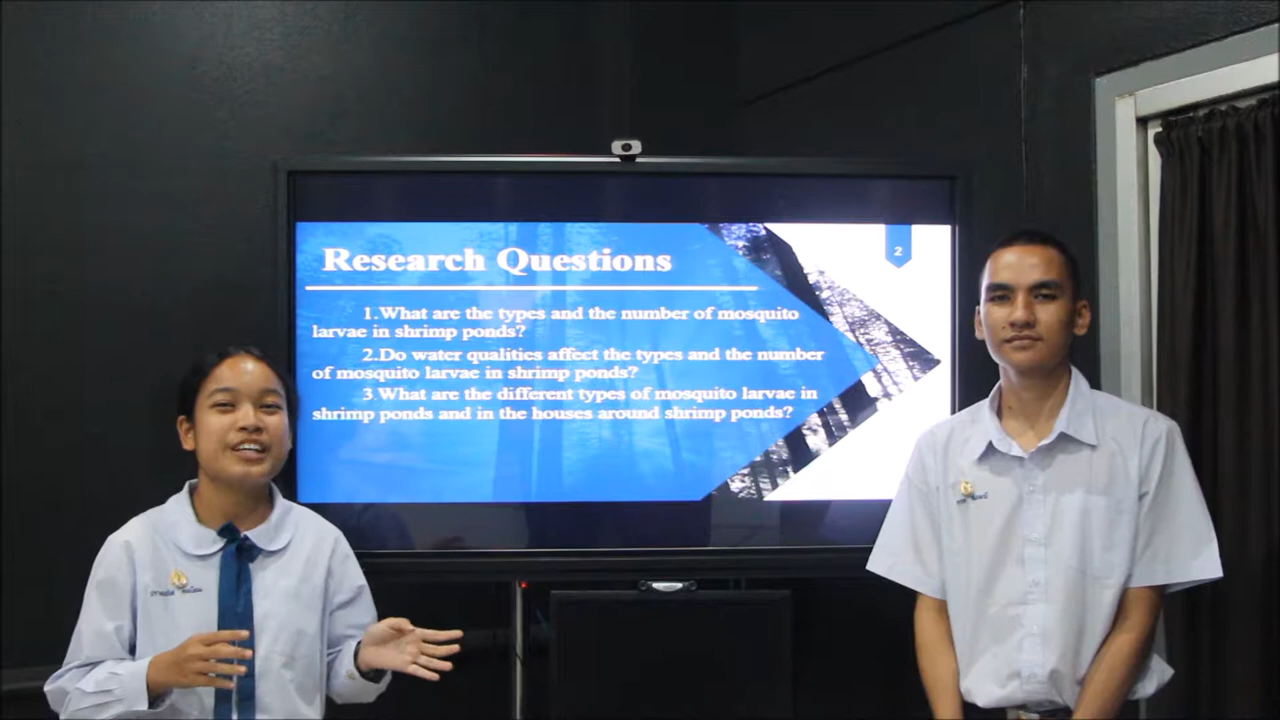 2
Research Questions
1.What are the types and the number of mosquito
larvae in shrimp ponds?
2.Do water qualities affect the types and the number
of mosquito larvae in shrimp ponds?
3.What are the different types of mosquito larvae in
shrimp ponds and in the houses around shrimp ponds?